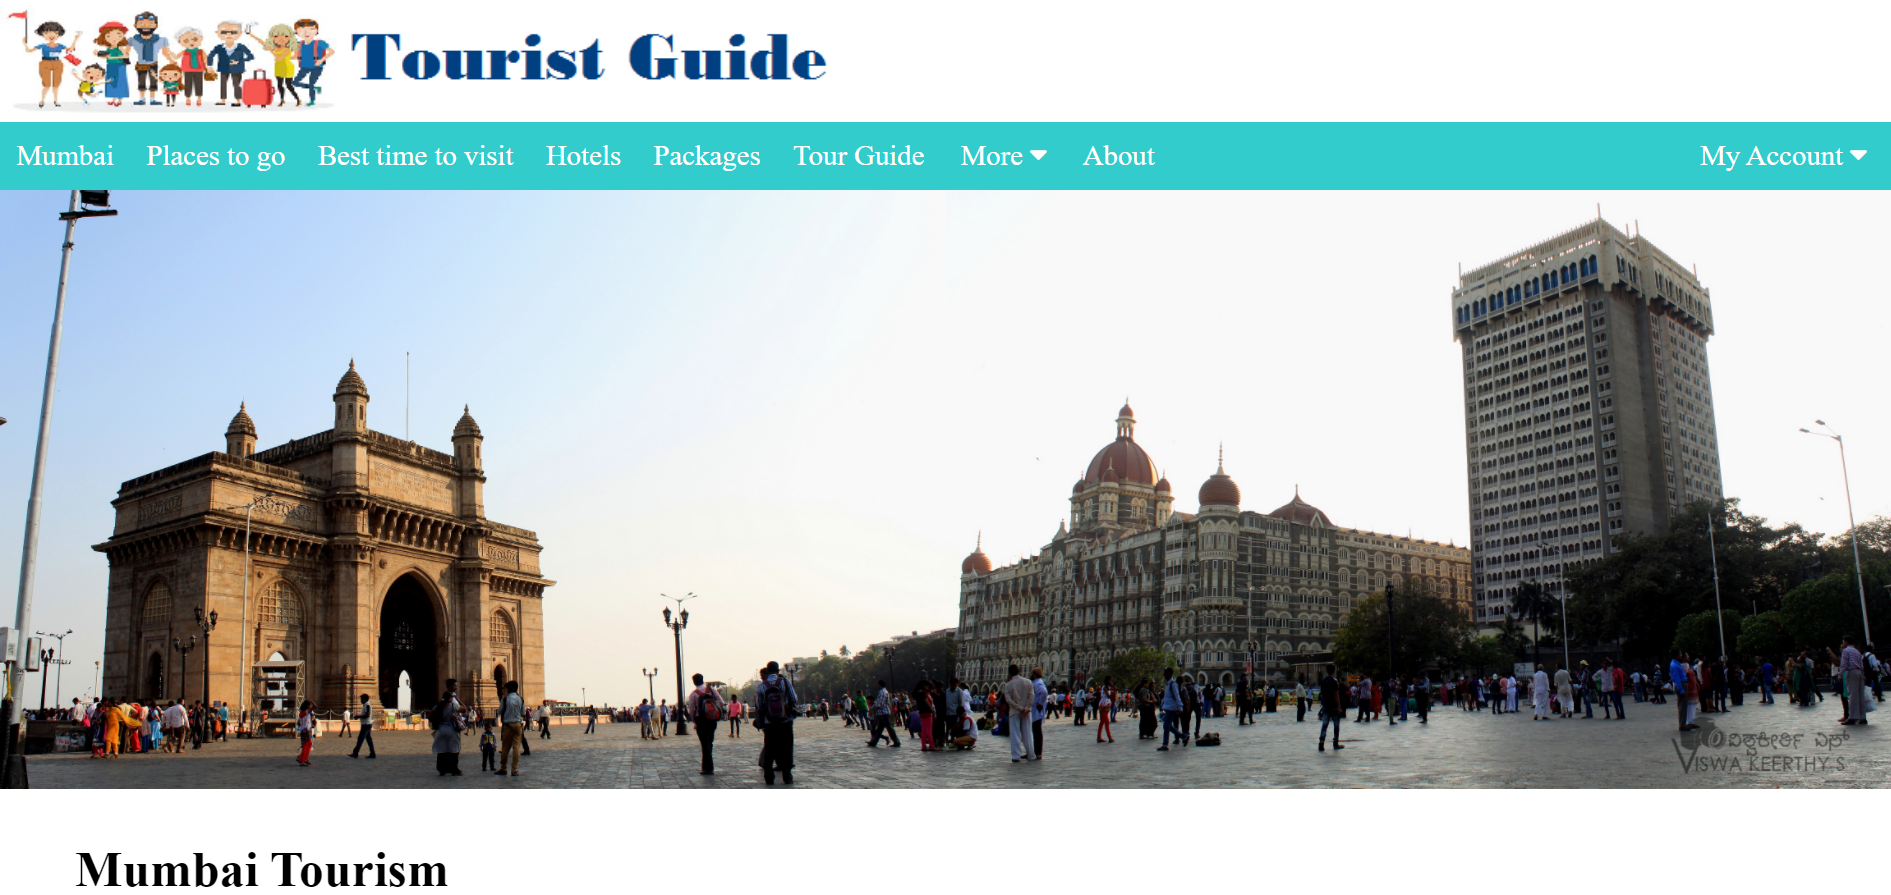 Tourist Guide
Mumbai Places to go Best time to visit Hotels Packages Tour Guide More About My Account
ವಿಶ್ವಕೀರ್ತಿ ಎಸ್
VISWA KEERTHY S
Mumbai Tourism